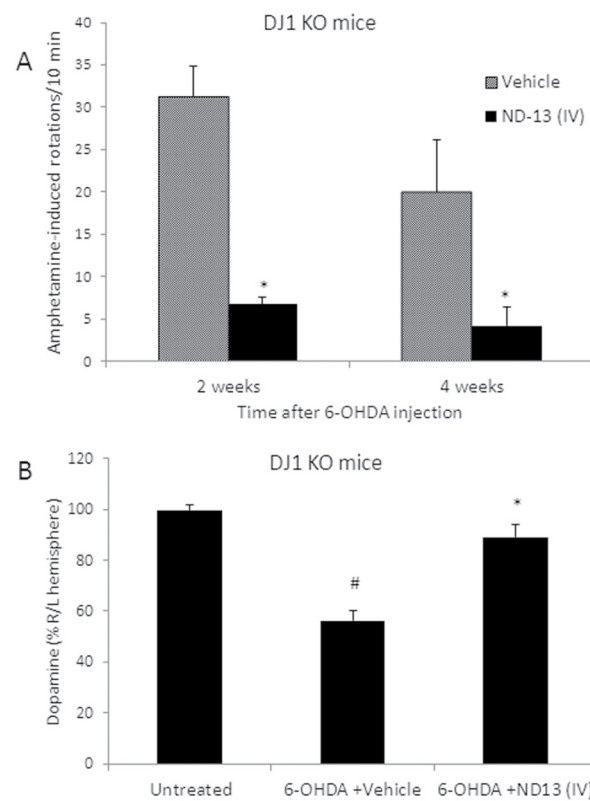 A
DJ1 KO mice
Amphetamine-induced rotations/10 min
40
35
30
25
20
15
10
5
0
Vehicle
ND-13 (IV)
*
*
2 weeks
4 weeks
Time after 6-OHDA injection
B
DJ1 KO mice
Dopamine (% R/L hemisphere)
120
100
80
60
40
20
0
#
*
Untreated
6-OHDA +Vehicle
6-OHDA +ND13 (IV)